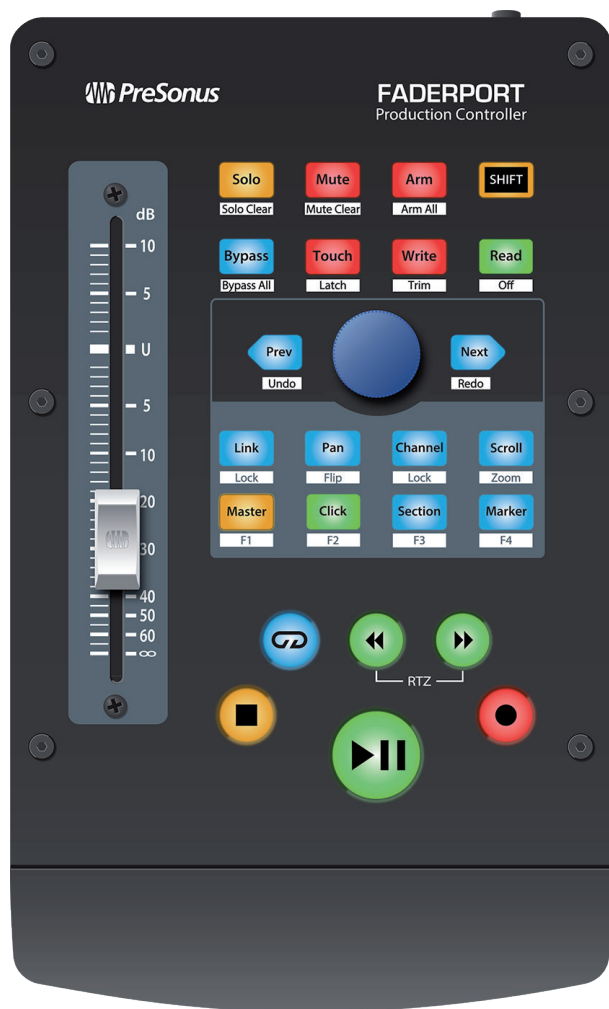 PreSonus
FADERPORT
Production Controller
Solo Mute Arm SHIFT
Solo Clear Mute Clear Arm All
dB
10
5
U
5
10
20
30
40
50
60
∞
Bypass Touch Write Read
Bypass All Latch Trim Off
Prev Next
Undo Redo
Link Pan Channel Scroll
Lock Flip Lock Zoom
Master Click Section Marker
F1 F2 F3 F4
RTZ